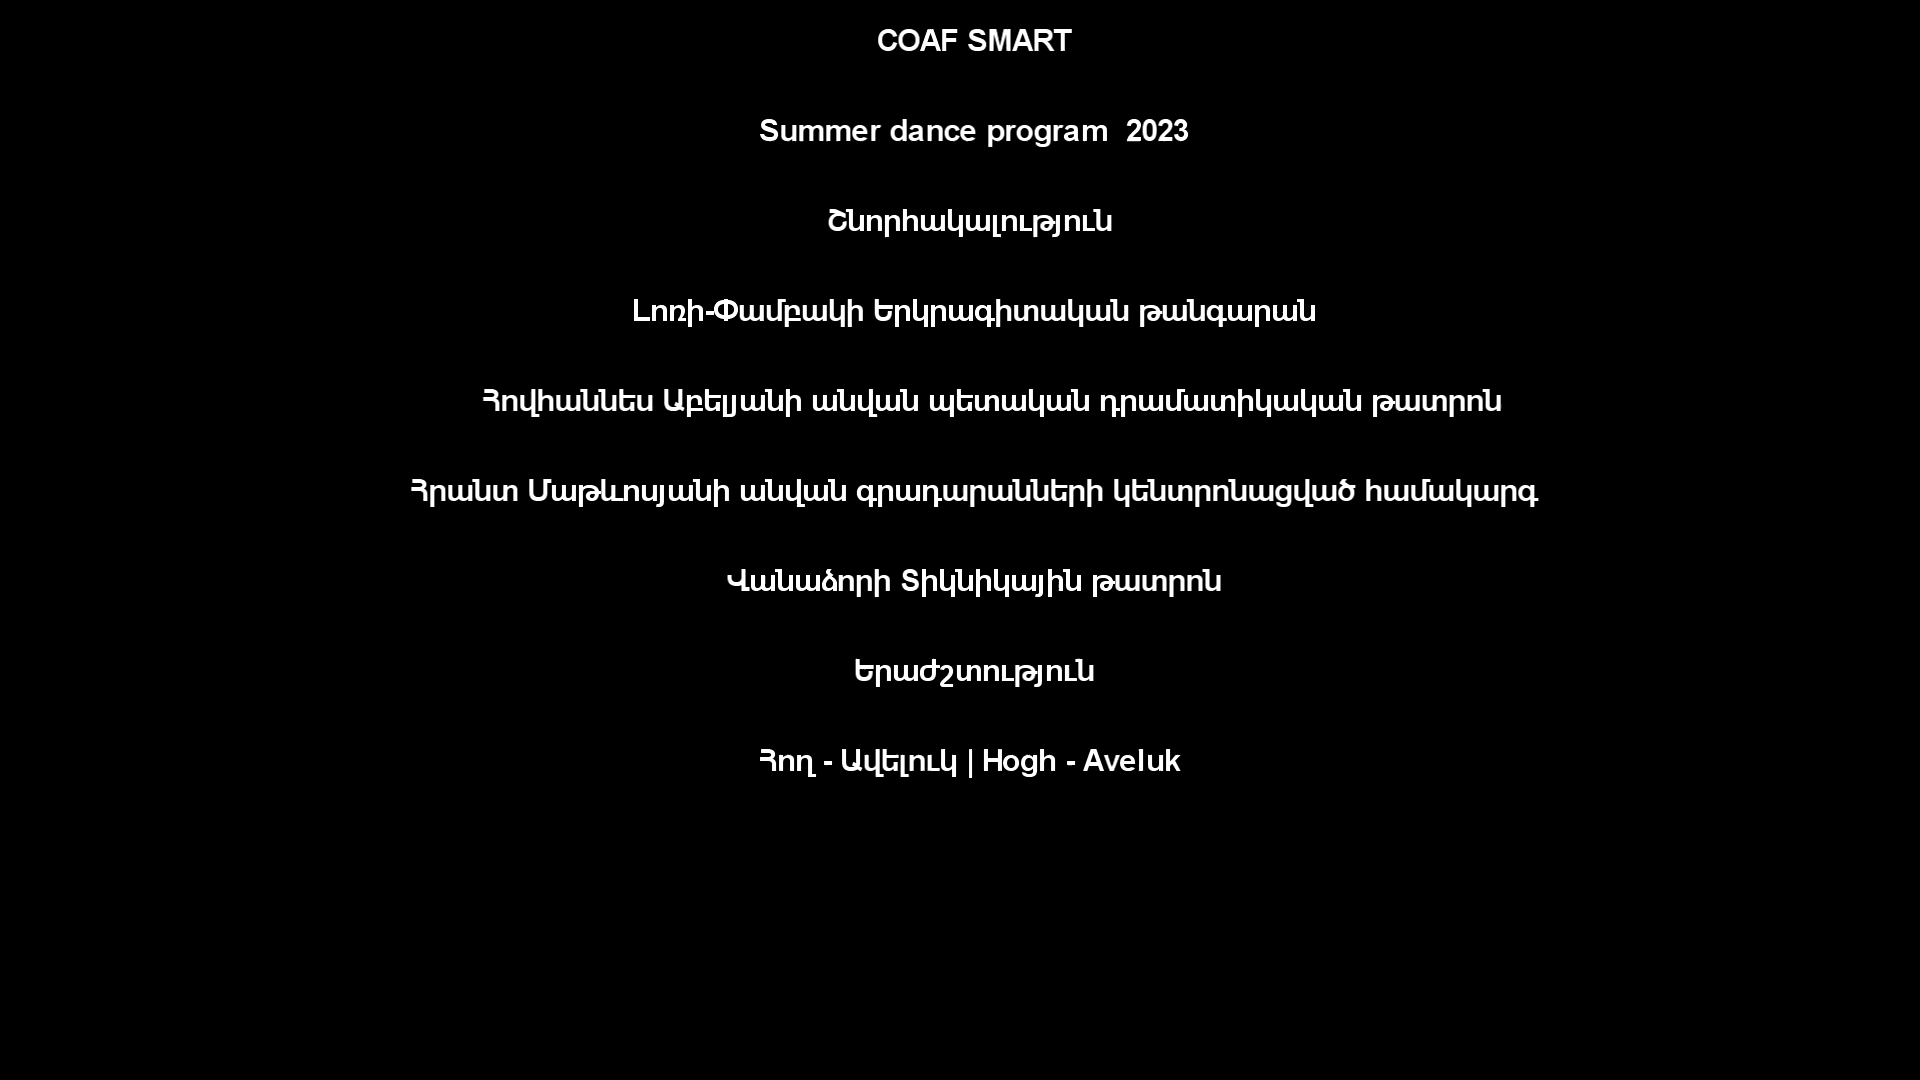 COAF SMART
Summer dance program  2023
Շնորհակալություն
Լոռի-Փամբակի Երկրագիտական թանգարան
Հովհաննես Աբելյանի անվան պետական դրամատիկական թատրոն
Հրանտ Մաթևոսյանի անվան գրադարանների կենտրոնացված համակարգ
Վանաձորի Տիկնիկային թատրոն
Երաժշտություն
Հող - Ավելուկ | Hogh - Aveluk